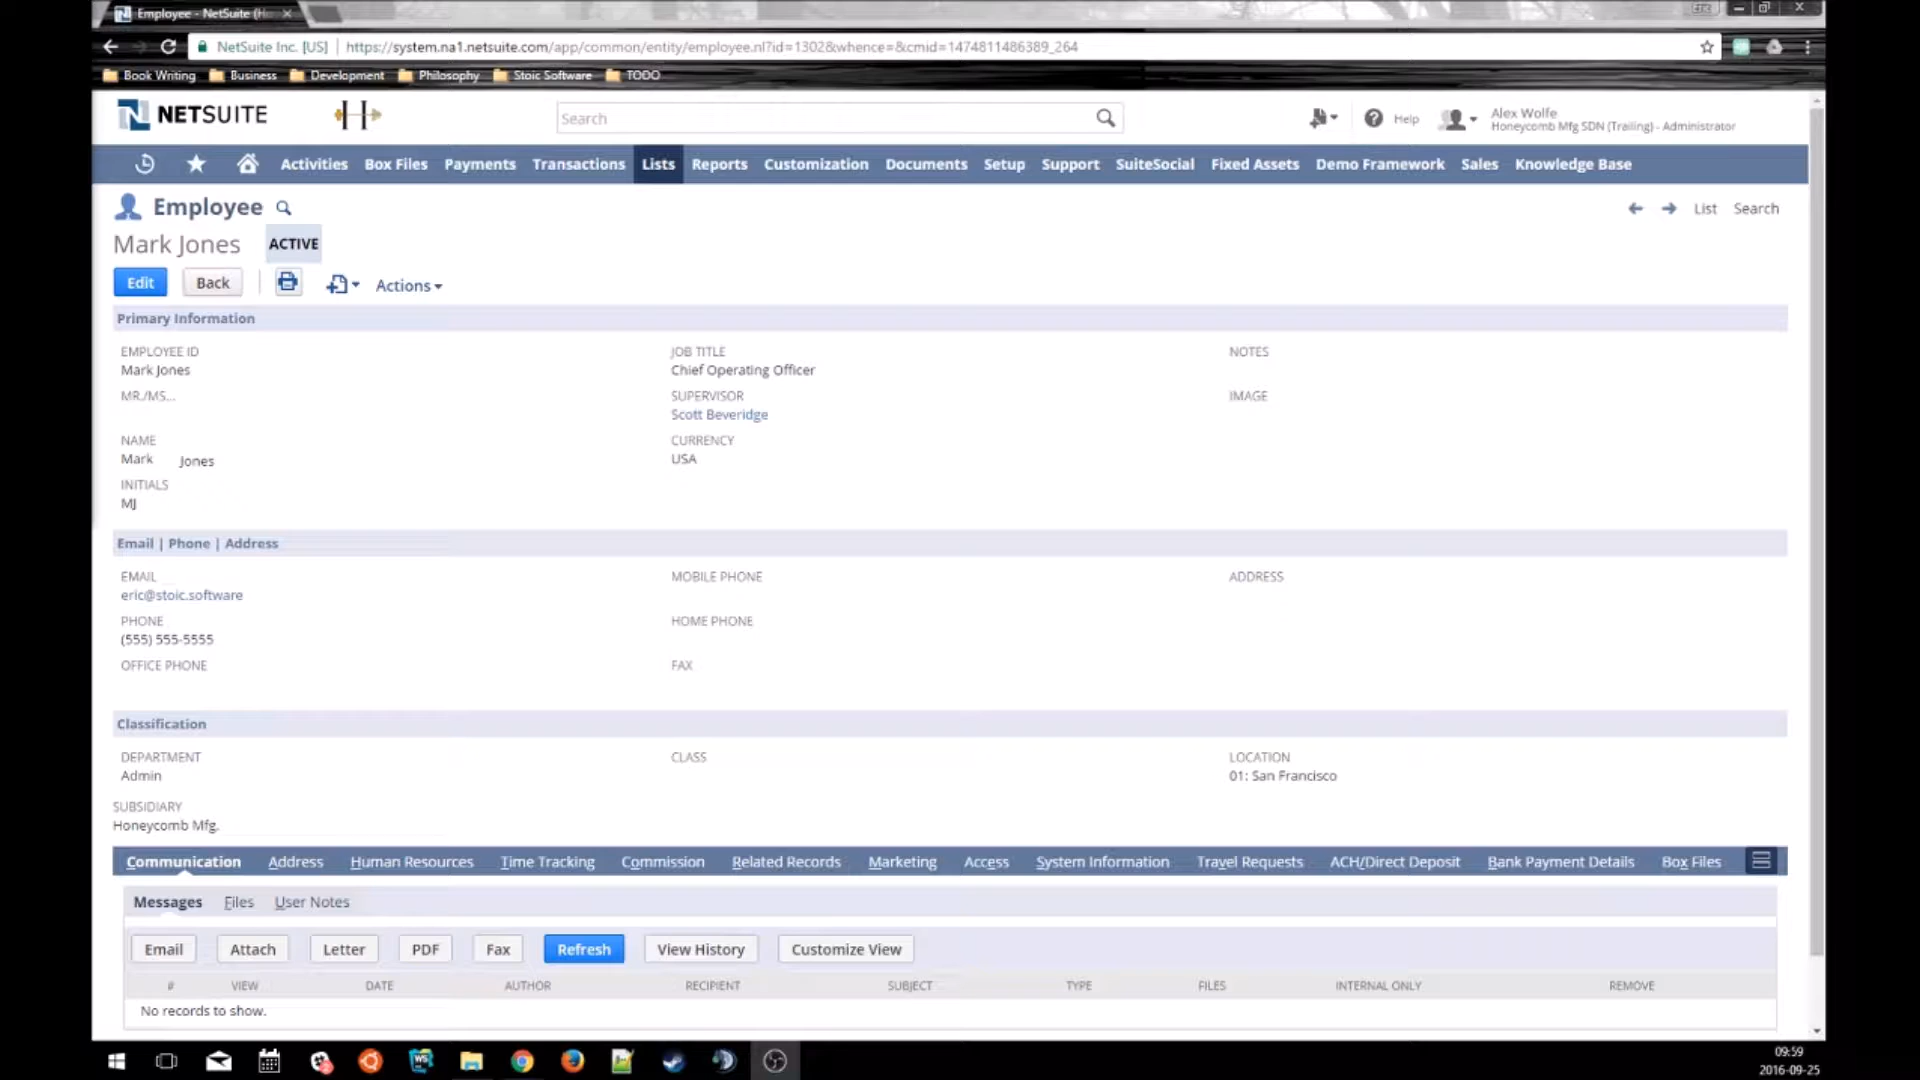 Employee - NetSuite (H
NetSuite Inc. [US] https://system.na1.netsuite.com/app/common/entity/employee.nl?id=1302&whence=&cmid=1474811486389_264
Book Writing Business Development Philosophy Stoic Software TODO
NETSUITE Search Help Alex Wolfe
Honeycomb Mfg SDN (Trailing) - Administrator
Activities Box Files Payments Transactions Lists Reports Customization Documents Setup Support SuiteSocial Fixed Assets Demo Framework Sales Knowledge Base
Employee List Search
Mark Jones ACTIVE
Edit Back Actions
Primary Information
EMPLOYEE ID JOB TITLE NOTES
Mark Jones Chief Operating Officer
MR./MS... SUPERVISOR IMAGE
Scott Beveridge
NAME CURRENCY
Mark Jones USA
INITIALS
MJ
Email | Phone | Address
EMAIL MOBILE PHONE ADDRESS
eric@stoic.software
PHONE HOME PHONE
(555) 555-5555
OFFICE PHONE FAX
Classification
DEPARTMENT CLASS LOCATION
Admin 01: San Francisco
SUBSIDIARY
Honeycomb Mfg.
Communication Address Human Resources Time Tracking Commission Related Records Marketing Access System Information Travel Requests ACH/Direct Deposit Bank Payment Details Box Files
Messages Files User Notes
Email Attach Letter PDF Fax Refresh View History Customize View
# VIEW DATE AUTHOR RECIPIENT SUBJECT TYPE FILES INTERNAL ONLY REMOVE
No records to show.
WS 09:59
2016-09-25